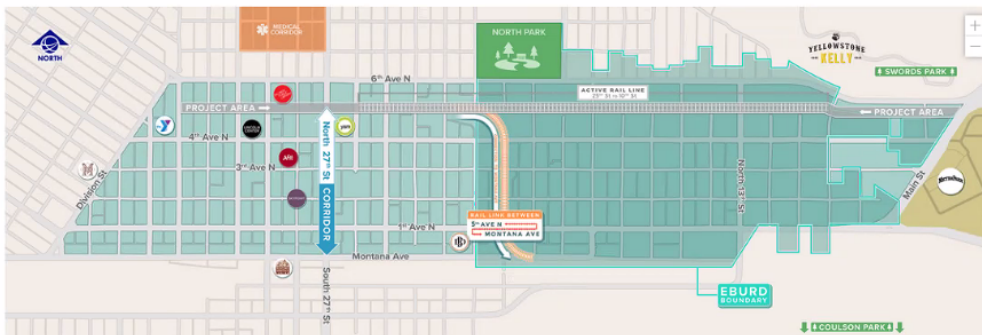 MEDICAL
CORRIDOR
NORTH PARK
NORTH
YELLOWSTONE
KELLY
SWORDS PARK
+
−
6th Ave N
ACTIVE RAIL LINE
25TH St to 10TH St
PROJECT AREA →
← PROJECT AREA
4th Ave N
North 27th St
CORRIDOR
3rd Ave N
Division St
North 13th St
Main St
RAIL LINK BETWEEN
5th AVE N
MONTANA AVE
1st Ave N
Montana Ave
South 27th St
EBURD
BOUNDARY
COULSON PARK